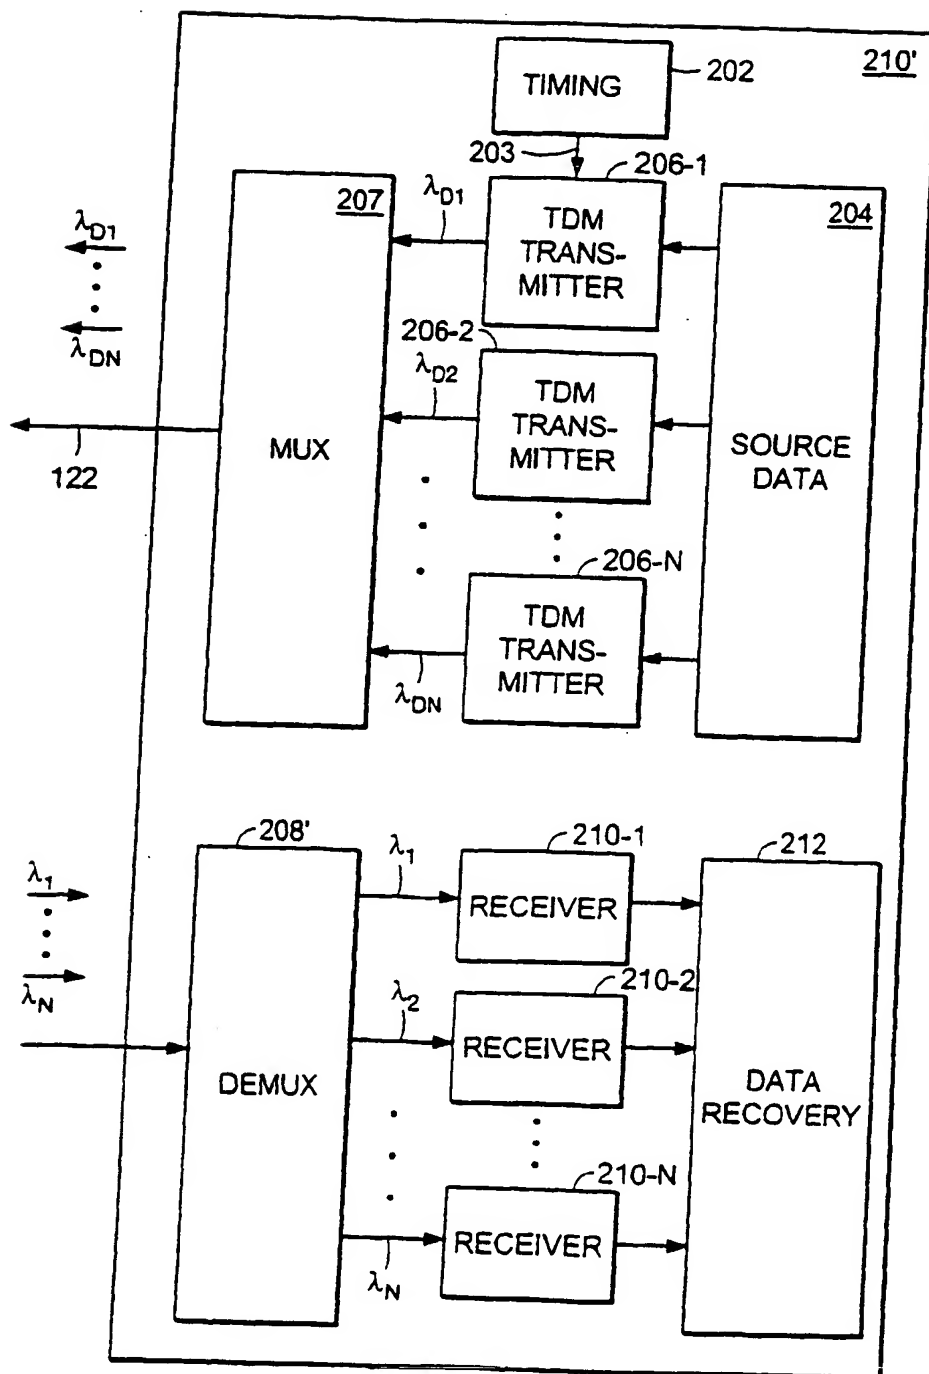 210'
TIMING
202
203
206-1
207
λD1
TDM
TRANS-
MITTER
204
λD1
λDN
206-2
λD2
TDM
TRANS-
MITTER
122
MUX
SOURCE
DATA
206-N
TDM
TRANS-
MITTER
λDN
208'
λ1
210-1
RECEIVER
212
λ1
λN
210-2
λ2
RECEIVER
DEMUX
DATA
RECOVERY
210-N
RECEIVER
λN